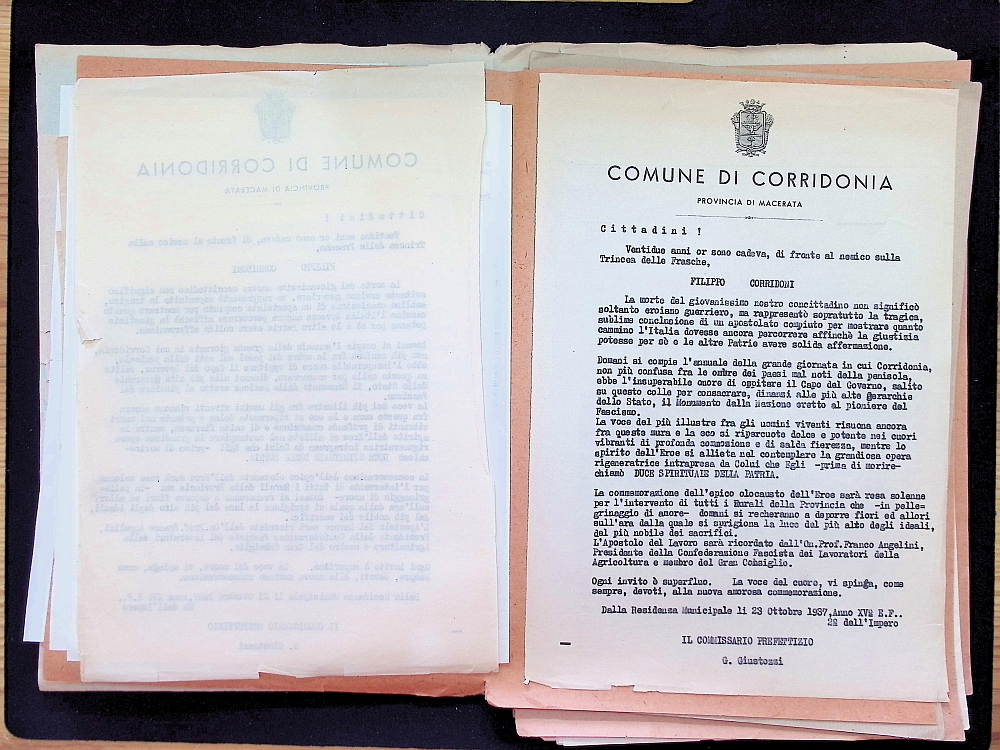 COMUNE DI CORRIDONIA
PROVINCIA DI MACERATA
Cittadini !
Ventidue anni or sono cadeva, di fronte al nemico sulla
Trincea delle Frasche,
FILIPPO CORRIDONI
La morte del giovanissimo nostro concittadino non significò
soltanto eroismo guerriero, ma rappresentò sopratutto la tragica,
sublime conclusione di un apostolato compiuto per mostrare quanto
cammino l'Italia dovesse ancora percorrere affinchè la giustizia
potesse per sè e le altre Patrie avere solida affermazione.
Domani si compie l'annuale della grande giornata in cui Corridonia,
non più confusa fra le ombre dei paesi mal noti della penisola,
ebbe l'insuperabile onore di ospitare il Capo del Governo, salito
su questo colle per consacrare, dinanzi alle più alte gerarchie
dello Stato, il Monumento dalla Nazione eretto al pioniere del
Fascismo.
La voce del più illustre fra gli uomini viventi risuona ancora
fra queste mura e la eco si ripercuote dolce e potente nei cuori
vibranti di profonda commozione e di salda fierezza, mentre lo
spirito dell'Eroe si allieta nel contemplare la grandiosa opera
rigeneratrice intrapresa da Colui che Egli -prima di morire-
chiamò DUCE SPIRITUALE DELLA PATRIA.
La commemorazione dell'epico olocausto dell'Eroe sarà resa solenne
per l'intervento di tutti i Rurali della Provincia che -in pelle=
grinaggio di amore- domani si recheranno a deporre fiori ed allori
sull'ara dalla quale si sprigiona la luce del più alto degli ideali,
del più nobile dei sacrifici.
L'Apostolo del Lavoro sarà ricordato dall'On.Prof.Franco Angelini,
Presidente della Confederazione Fascista dei Lavoratori della
Agricoltura e membro del Gran Consiglio.
Ogni invito è superfluo. La voce del cuore, vi spinga, come
sempre, devoti, alla nuova amorosa commemorazione.
Dalla Residenza Municipale li 23 Ottobre 1937,Anno XVº E.F..
2º dell'Impero
IL COMMISSARIO PREFETTIZIO
G. Giustozzi